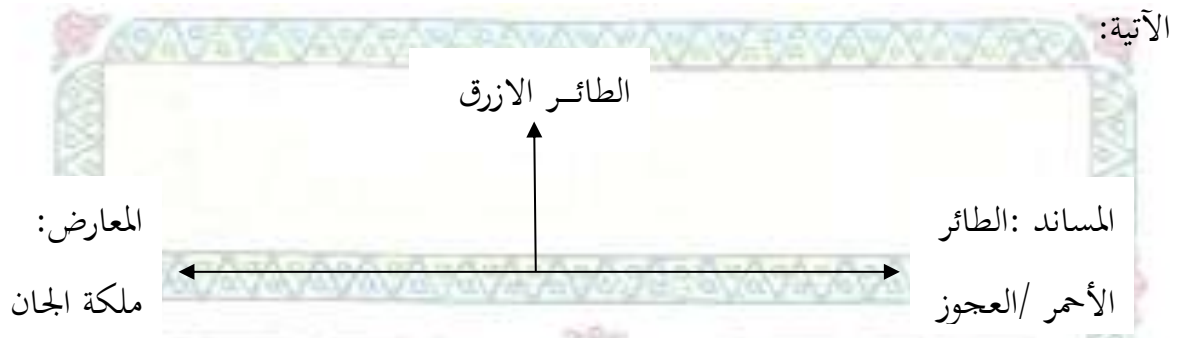 الآتية:
الطائـر الازرق
المساند :الطائر
الأحمر /العجوز
المعارض:
ملكة الجان